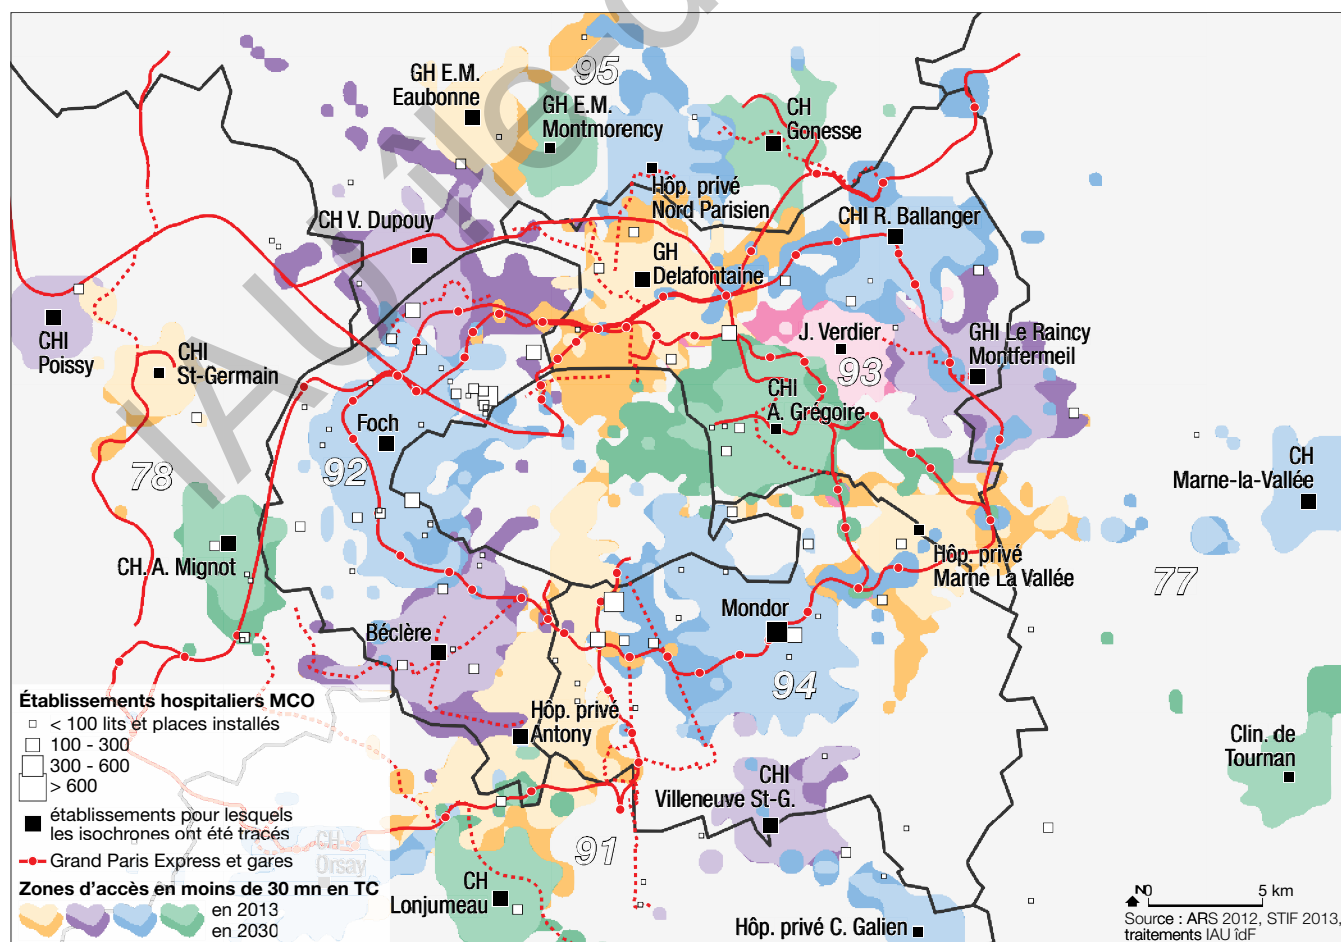 95
GH E.M.
Eaubonne
GH E.M.
Montmorency
CH
Gonesse
Hôp. privé
Nord Parisien
CH V. Dupouy
CHI R. Ballanger
GH
Delafontaine
CHI
Poissy
CHI
St-Germain
J. Verdier
93
GHI Le Raincy
Montfermeil
CHI
A. Grégoire
Foch
92
78
CH
Marne-la-Vallée
CH. A. Mignot
Hôp. privé
Marne La Vallée
77
Mondor
Béclère
94
Hôp. privé
Antony
Clin. de
Tournan
CHI
Villeneuve St-G.
91
CH
Orsay
CH
Lonjumeau
Hôp. privé C. Galien
Établissements hospitaliers MCO
< 100 lits et places installés
100 - 300
300 - 600
> 600
établissements pour lesquels
les isochrones ont été tracés
Grand Paris Express et gares
Zones d'accès en moins de 30 mn en TC
en 2013
en 2030
N 0 5 km
Source : ARS 2012, STIF 2013,
traitements IAU îdF